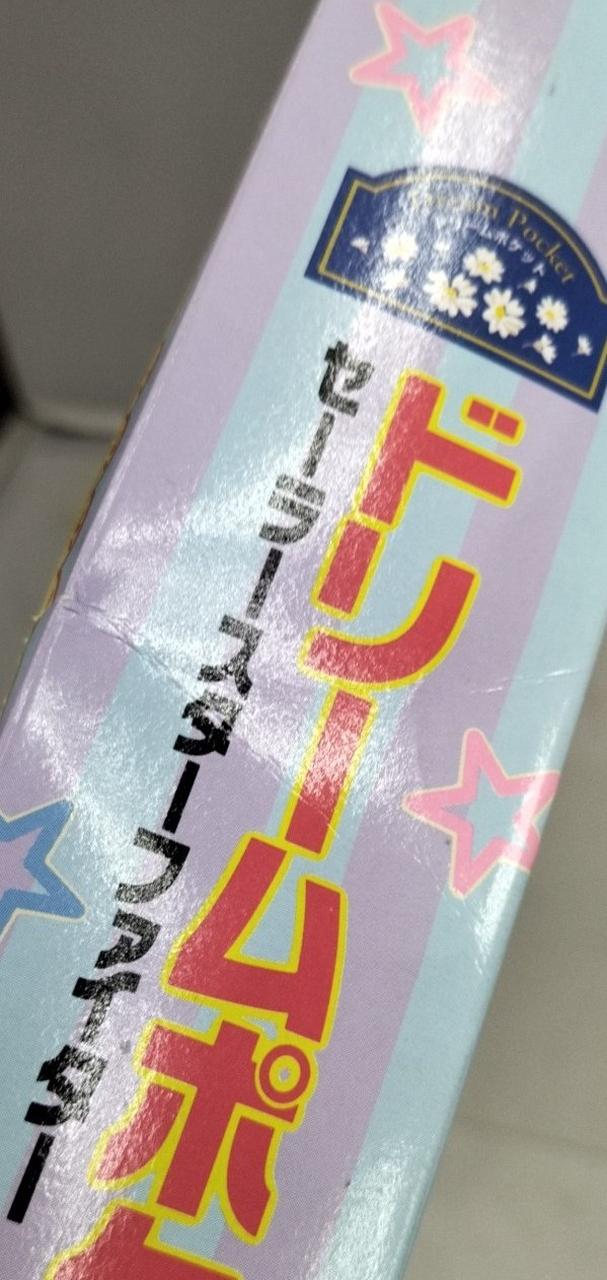 Dream Pocket
ドリームポケット
ドリームポケ
セーラースターファイター